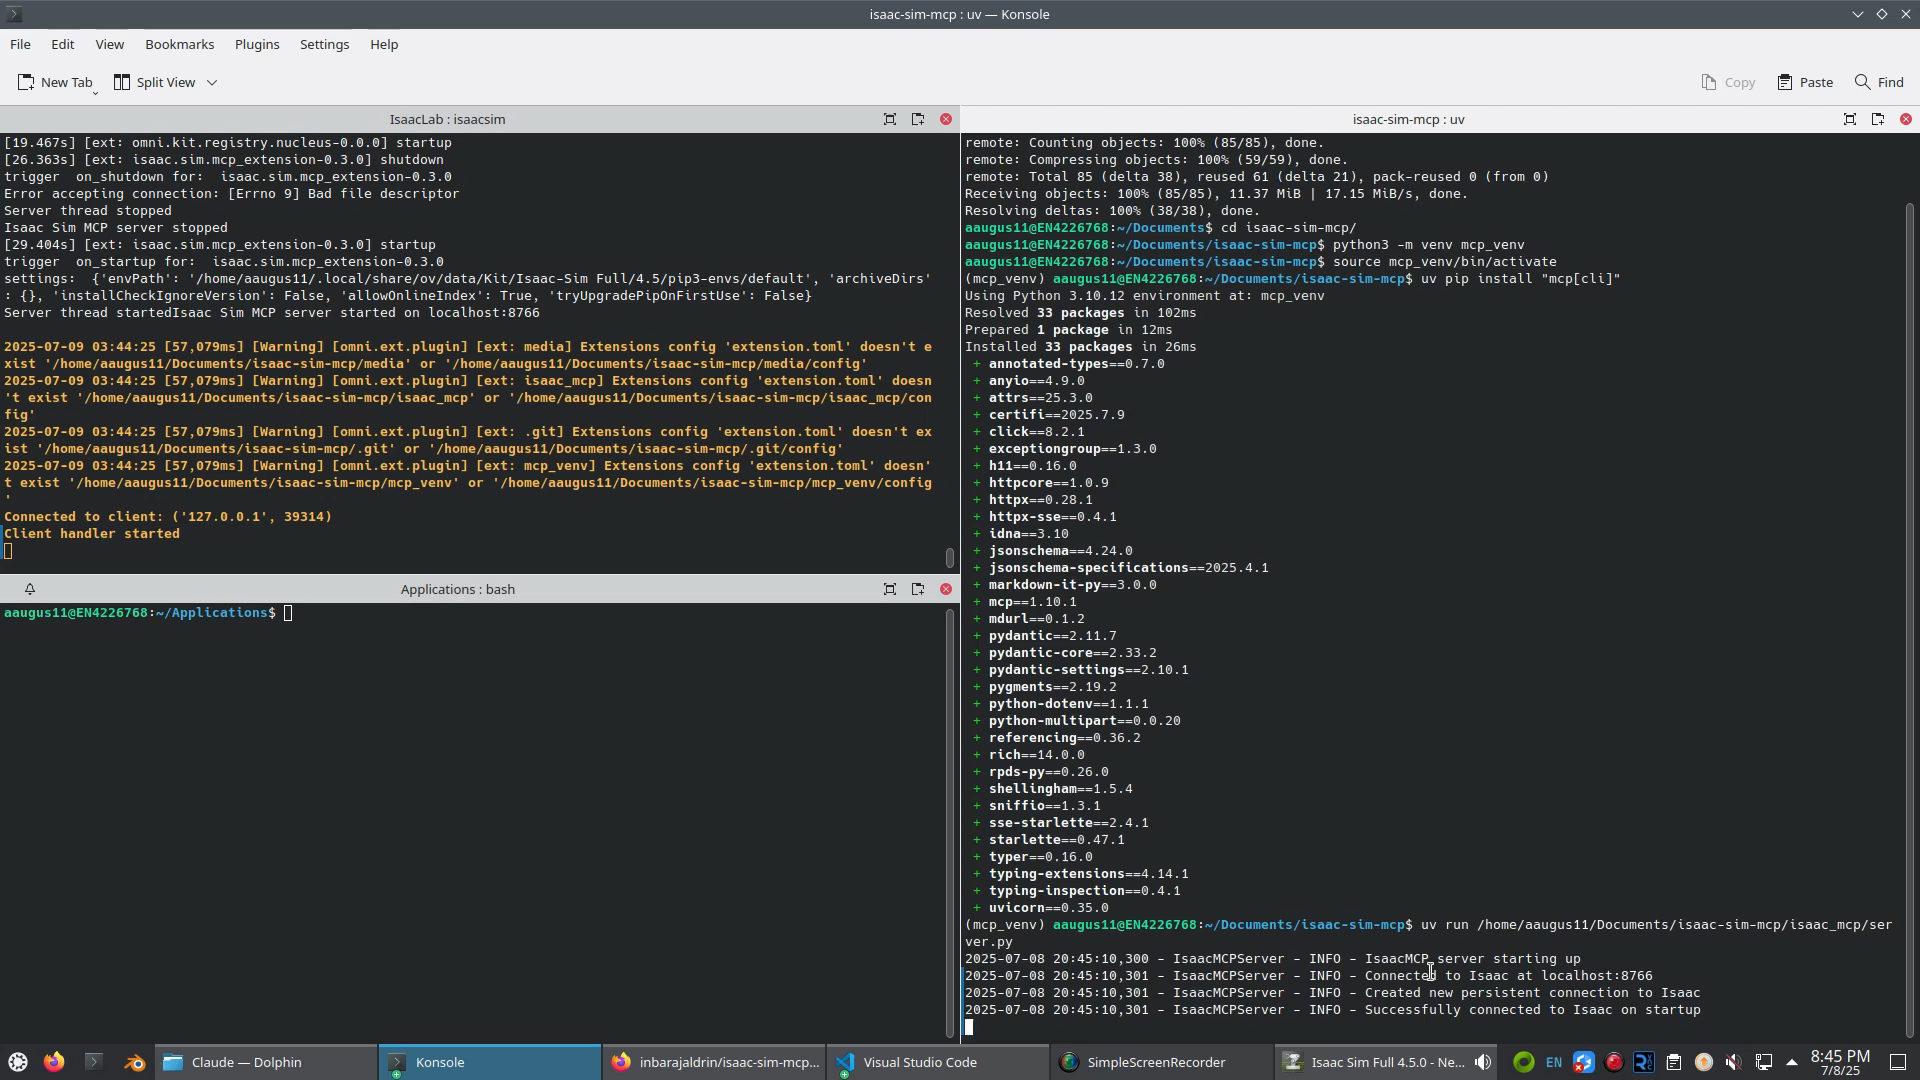 isaac-sim-mcp : uv — Konsole
File Edit View Bookmarks Plugins Settings Help
New Tab Split View Copy Paste Find
IsaacLab : isaacsim
[19.467s] [ext: omni.kit.registry.nucleus-0.0.0] startup
[26.363s] [ext: isaac.sim.mcp_extension-0.3.0] shutdown
trigger  on_shutdown for:  isaac.sim.mcp_extension-0.3.0
Error accepting connection: [Errno 9] Bad file descriptor
Server thread stopped
Isaac Sim MCP server stopped
[29.404s] [ext: isaac.sim.mcp_extension-0.3.0] startup
trigger  on_startup for:  isaac.sim.mcp_extension-0.3.0
settings:  {'envPath': '/home/aaugus11/.local/share/ov/data/Kit/Isaac-Sim Full/4.5/pip3-envs/default', 'archiveDirs'
: {}, 'installCheckIgnoreVersion': False, 'allowOnlineIndex': True, 'tryUpgradePipOnFirstUse': False}
Server thread startedIsaac Sim MCP server started on localhost:8766
2025-07-09 03:44:25 [57,079ms] [Warning] [omni.ext.plugin] [ext: media] Extensions config 'extension.toml' doesn't e
xist '/home/aaugus11/Documents/isaac-sim-mcp/media' or '/home/aaugus11/Documents/isaac-sim-mcp/media/config'
2025-07-09 03:44:25 [57,079ms] [Warning] [omni.ext.plugin] [ext: isaac_mcp] Extensions config 'extension.toml' doesn
't exist '/home/aaugus11/Documents/isaac-sim-mcp/isaac_mcp' or '/home/aaugus11/Documents/isaac-sim-mcp/isaac_mcp/con
fig'
2025-07-09 03:44:25 [57,079ms] [Warning] [omni.ext.plugin] [ext: .git] Extensions config 'extension.toml' doesn't ex
ist '/home/aaugus11/Documents/isaac-sim-mcp/.git' or '/home/aaugus11/Documents/isaac-sim-mcp/.git/config'
2025-07-09 03:44:25 [57,079ms] [Warning] [omni.ext.plugin] [ext: mcp_venv] Extensions config 'extension.toml' doesn'
t exist '/home/aaugus11/Documents/isaac-sim-mcp/mcp_venv' or '/home/aaugus11/Documents/isaac-sim-mcp/mcp_venv/config
'
Connected to client: ('127.0.0.1', 39314)
Client handler started
Applications : bash
aaugus11@EN4226768:~/Applications$
isaac-sim-mcp : uv
remote: Counting objects: 100% (85/85), done.
remote: Compressing objects: 100% (59/59), done.
remote: Total 85 (delta 38), reused 61 (delta 21), pack-reused 0 (from 0)
Receiving objects: 100% (85/85), 11.37 MiB | 17.15 MiB/s, done.
Resolving deltas: 100% (38/38), done.
aaugus11@EN4226768:~/Documents$ cd isaac-sim-mcp/
aaugus11@EN4226768:~/Documents/isaac-sim-mcp$ python3 -m venv mcp_venv
aaugus11@EN4226768:~/Documents/isaac-sim-mcp$ source mcp_venv/bin/activate
(mcp_venv) aaugus11@EN4226768:~/Documents/isaac-sim-mcp$ uv pip install "mcp[cli]"
Using Python 3.10.12 environment at: mcp_venv
Resolved 33 packages in 102ms
Prepared 1 package in 12ms
Installed 33 packages in 26ms
+ annotated-types==0.7.0
+ anyio==4.9.0
+ attrs==25.3.0
+ certifi==2025.7.9
+ click==8.2.1
+ exceptiongroup==1.3.0
+ h11==0.16.0
+ httpcore==1.0.9
+ httpx==0.28.1
+ httpx-sse==0.4.1
+ idna==3.10
+ jsonschema==4.24.0
+ jsonschema-specifications==2025.4.1
+ markdown-it-py==3.0.0
+ mcp==1.10.1
+ mdurl==0.1.2
+ pydantic==2.11.7
+ pydantic-core==2.33.2
+ pydantic-settings==2.10.1
+ pygments==2.19.2
+ python-dotenv==1.1.1
+ python-multipart==0.0.20
+ referencing==0.36.2
+ rich==14.0.0
+ rpds-py==0.26.0
+ shellingham==1.5.4
+ sniffio==1.3.1
+ sse-starlette==2.4.1
+ starlette==0.47.1
+ typer==0.16.0
+ typing-extensions==4.14.1
+ typing-inspection==0.4.1
+ uvicorn==0.35.0
(mcp_venv) aaugus11@EN4226768:~/Documents/isaac-sim-mcp$ uv run /home/aaugus11/Documents/isaac-sim-mcp/isaac_mcp/ser
ver.py
2025-07-08 20:45:10,300 - IsaacMCPServer - INFO - IsaacMCP server starting up
2025-07-08 20:45:10,301 - IsaacMCPServer - INFO - Connected to Isaac at localhost:8766
2025-07-08 20:45:10,301 - IsaacMCPServer - INFO - Created new persistent connection to Isaac
2025-07-08 20:45:10,301 - IsaacMCPServer - INFO - Successfully connected to Isaac on startup
Claude — Dolphin Konsole inbarajaldrin/isaac-sim-mcp... Visual Studio Code SimpleScreenRecorder Isaac Sim Full 4.5.0 - Ne... EN 8:45 PM
7/8/25